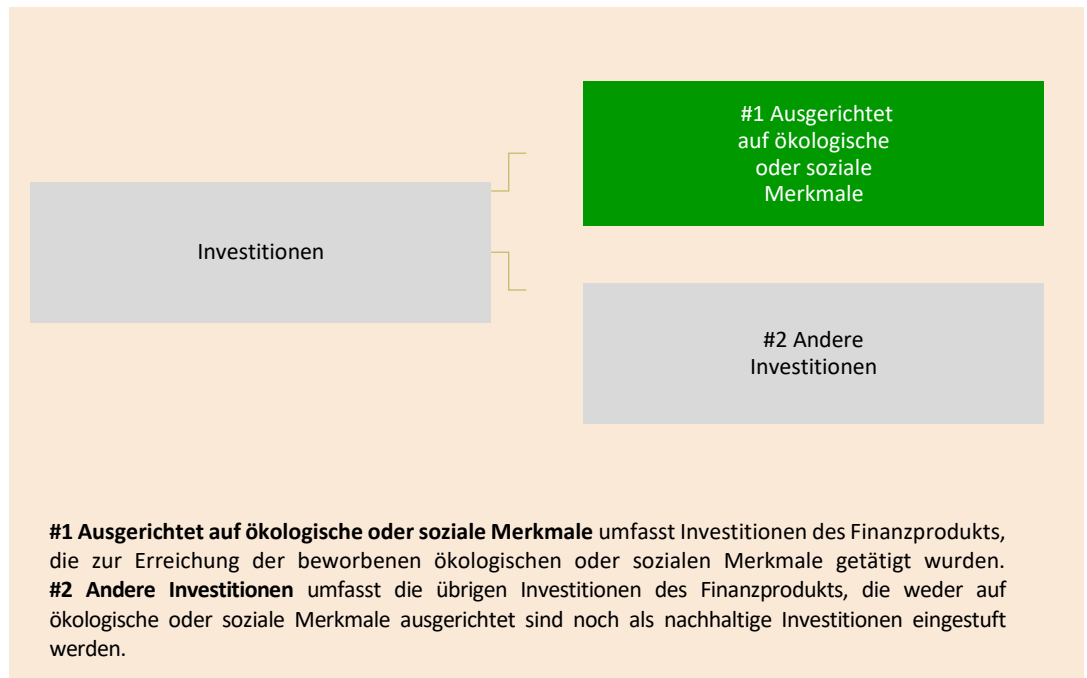 #1 Ausgerichtet
auf ökologische
oder soziale
Merkmale
Investitionen
#2 Andere
Investitionen
#1 Ausgerichtet auf ökologische oder soziale Merkmale umfasst Investitionen des Finanzprodukts,
die zur Erreichung der beworbenen ökologischen oder sozialen Merkmale getätigt wurden.
#2 Andere Investitionen umfasst die übrigen Investitionen des Finanzprodukts, die weder auf
ökologische oder soziale Merkmale ausgerichtet sind noch als nachhaltige Investitionen eingestuft
werden.